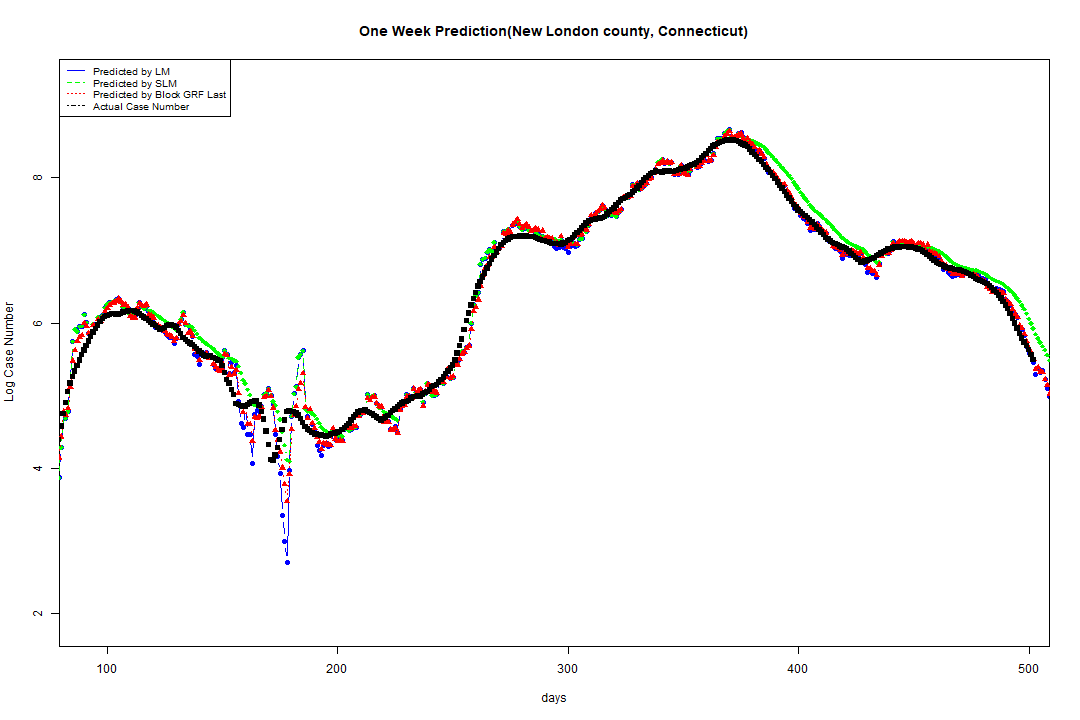 One Week Prediction(New London county, Connecticut)
Predicted by LM
Predicted by SLM
Predicted by Block GRF Last
Actual Case Number
Log Case Number
8
6
4
2
100
200
300
400
500
days